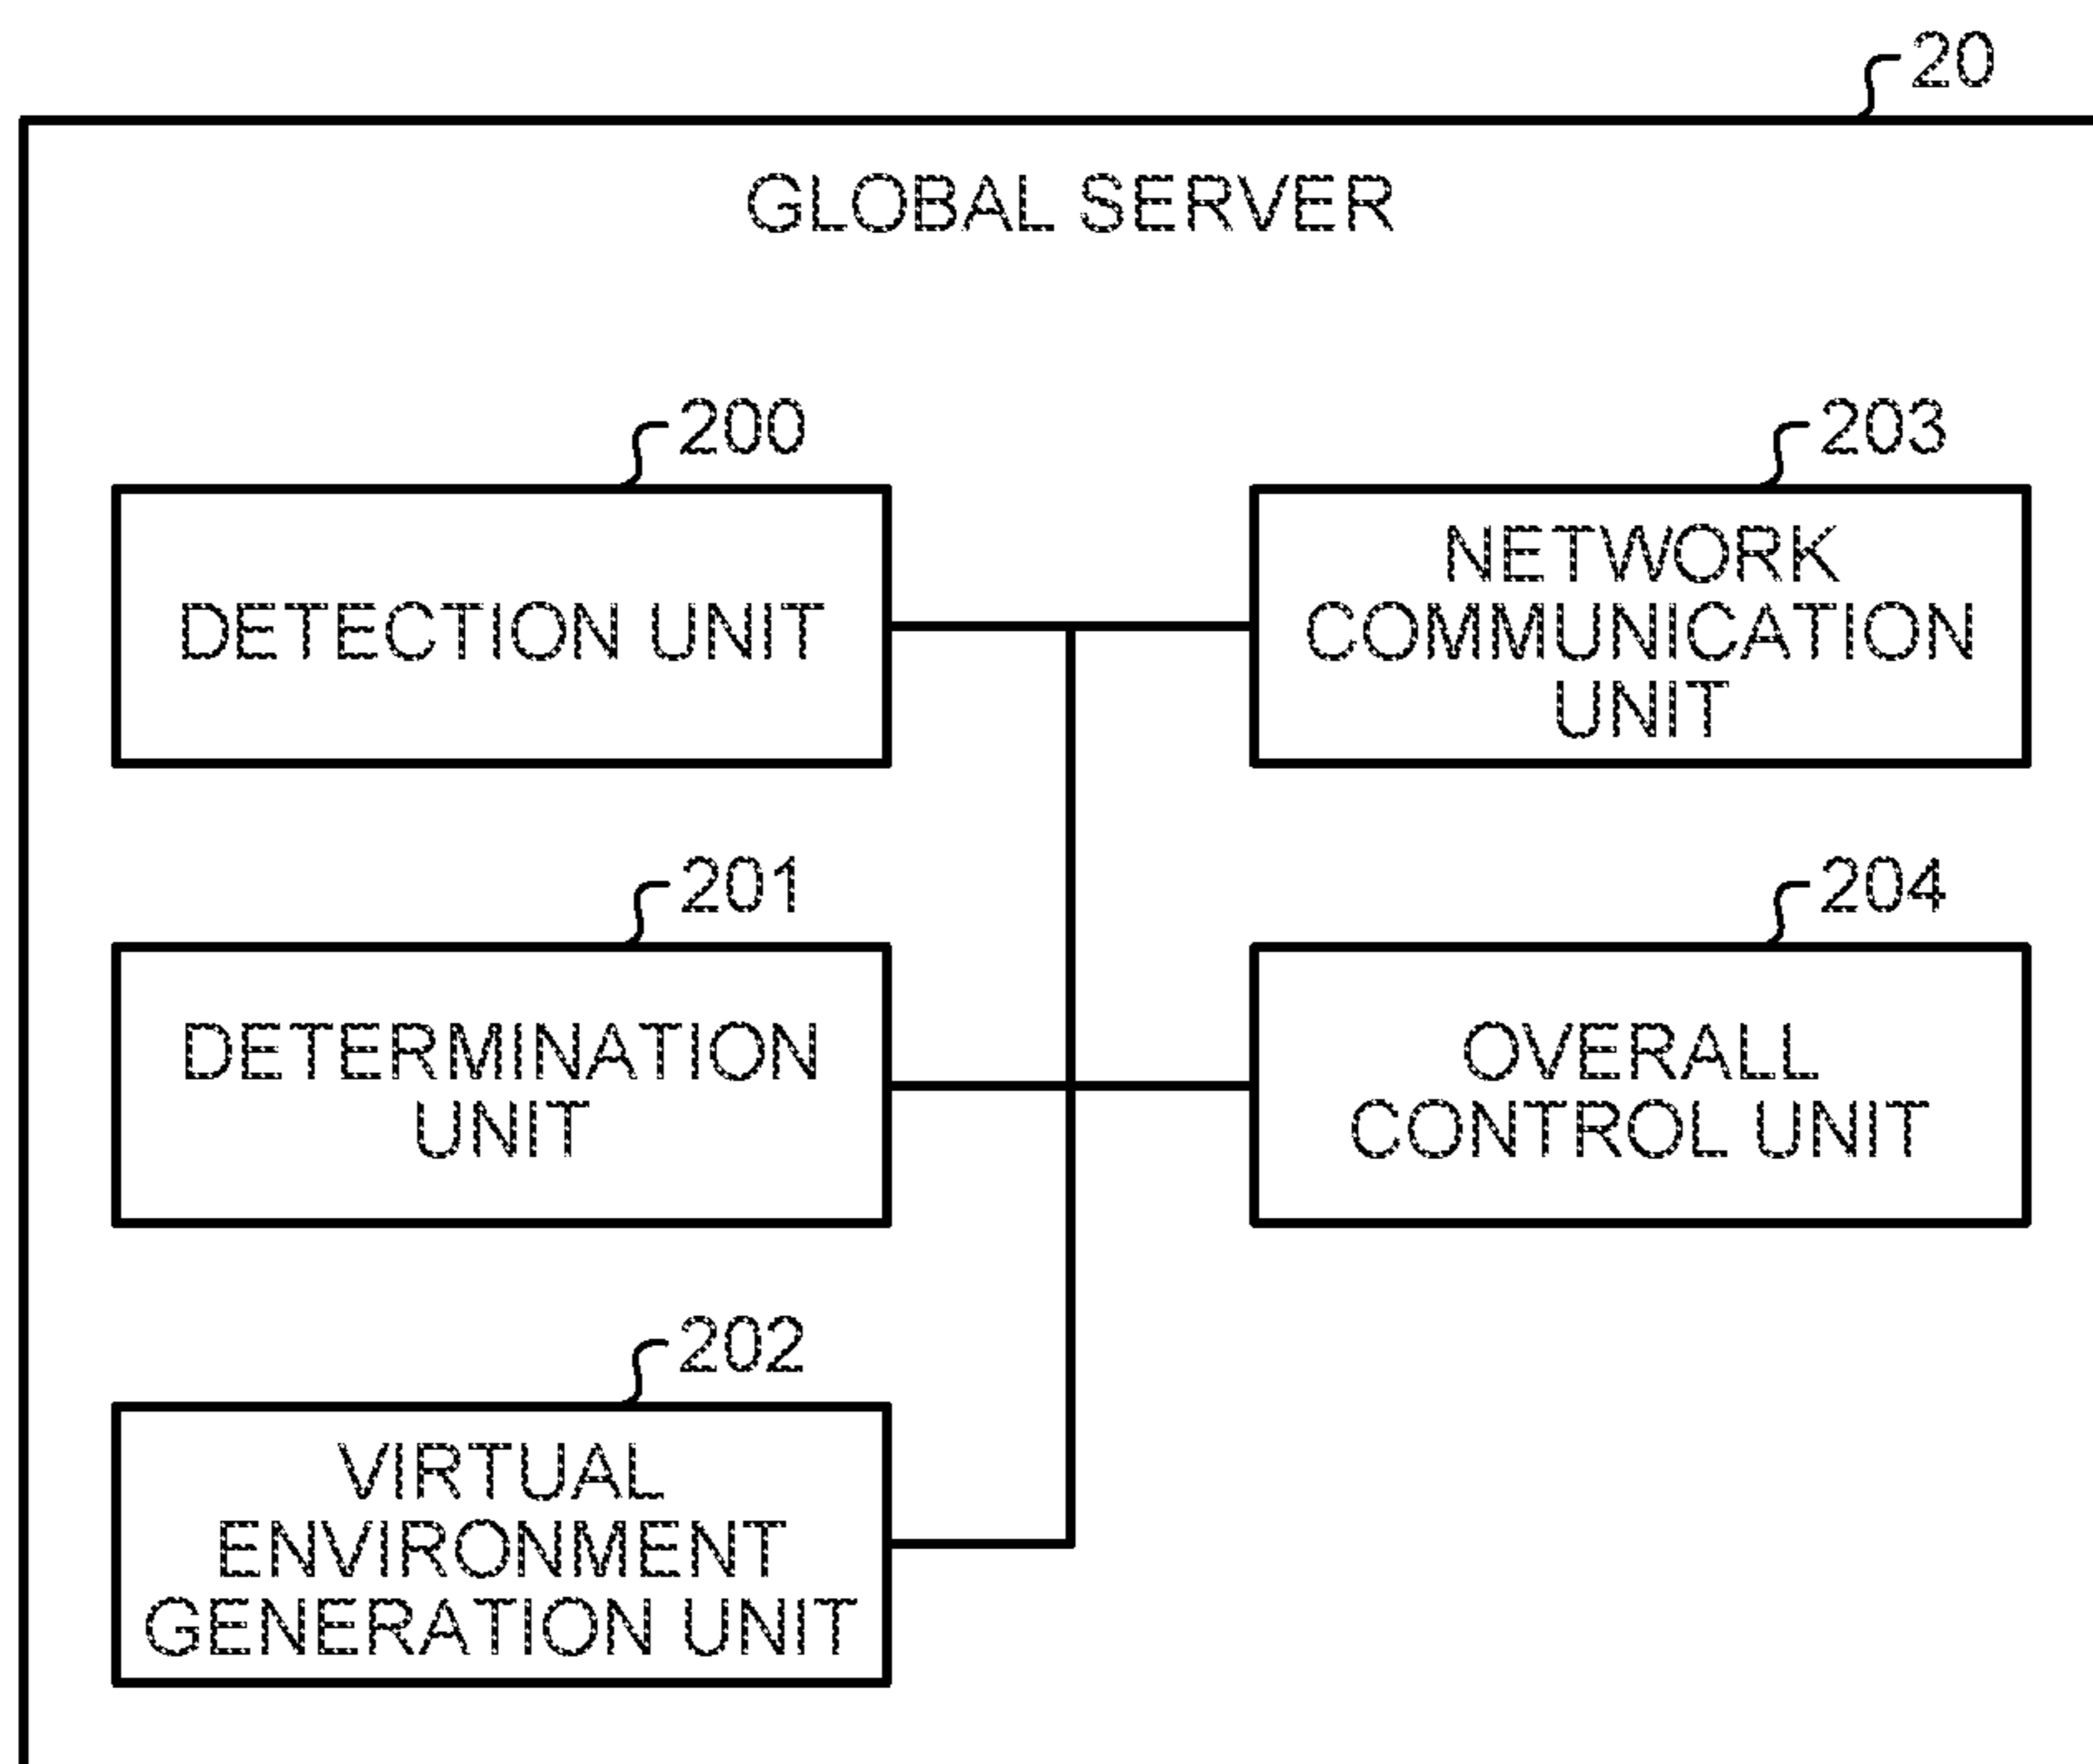 20
GLOBAL SERVER
200
DETECTION UNIT
203
NETWORK
COMMUNICATION
UNIT
201
DETERMINATION
UNIT
204
OVERALL
CONTROL UNIT
202
VIRTUAL
ENVIRONMENT
GENERATION UNIT